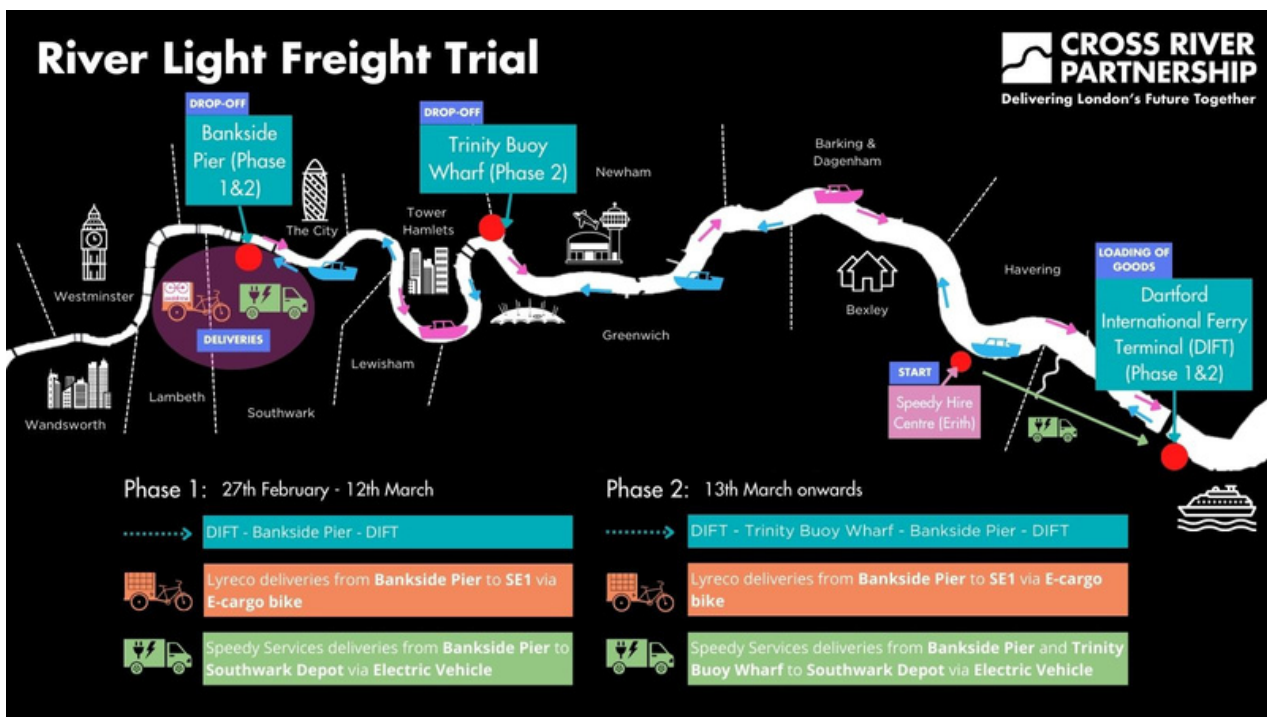 River Light Freight Trial
CROSS RIVER
PARTNERSHIP
Delivering London's Future Together
DROP-OFF
Bankside
Pier (Phase
1&2)
DROP-OFF
Trinity Buoy
Wharf (Phase 2)
Newham
Barking &
Dagenham
The City
Tower
Hamlets
Westminster
Havering
LOADING OF
GOODS
Dartford
International Ferry
Terminal (DIFT)
(Phase 1&2)
Bexley
Greenwich
DELIVERIES
Lewisham
START
Speedy Hire
Centre (Erith)
Lambeth
Southwark
Wandsworth
Phase 1: 27th February - 12th March
DIFT - Bankside Pier - DIFT
Lyreco deliveries from Bankside Pier to SE1 via
E-cargo bike
Speedy Services deliveries from Bankside Pier to
Southwark Depot via Electric Vehicle
Phase 2: 13th March onwards
DIFT - Trinity Buoy Wharf - Bankside Pier - DIFT
Lyreco deliveries from Bankside Pier to SE1 via E-cargo
bike
Speedy Services deliveries from Bankside Pier and Trinity
Buoy Wharf to Southwark Depot via Electric Vehicle